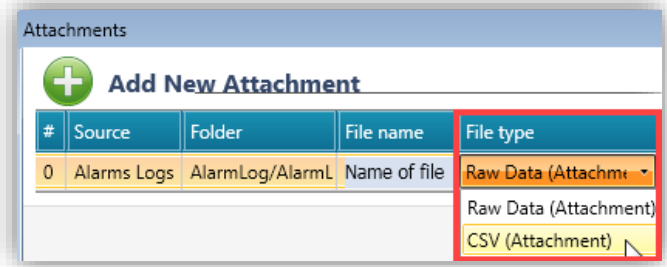 Attachments
Add New Attachment
# Source Folder File name File type
0 Alarms Logs AlarmLog/AlarmL Name of file Raw Data (Attachme
Raw Data (Attachment)
CSV (Attachment)